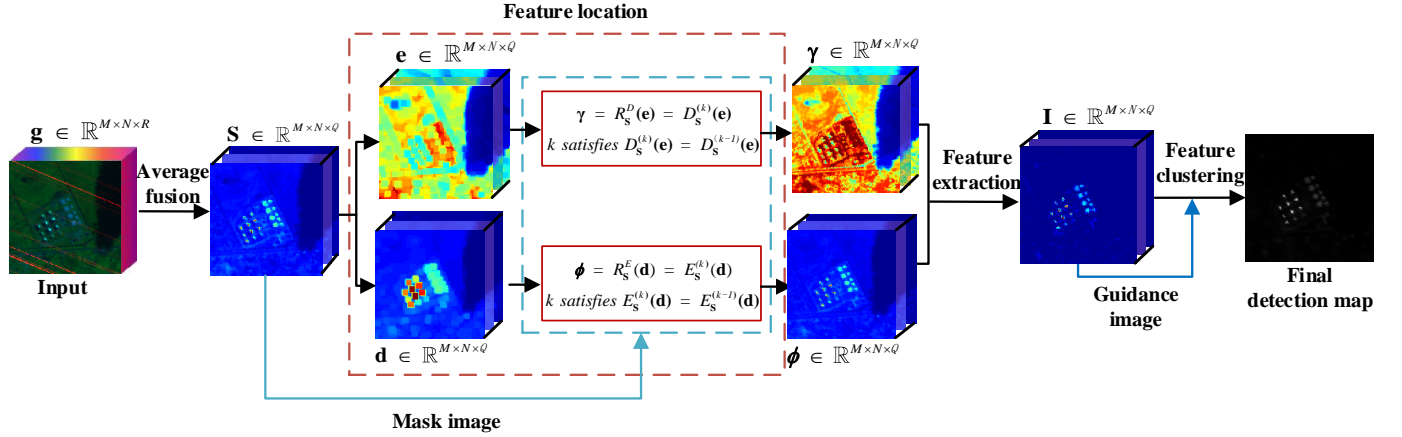 Feature location
g ∈ ℝ^{M×N×R}
Input
Average
fusion
S ∈ ℝ^{M×N×Q}
e ∈ ℝ^{M×N×Q}
d ∈ ℝ^{M×N×Q}
γ = R_S^D(e) = D_S^{(k)}(e)
k satisfies D_S^{(k)}(e) = D_S^{(k-1)}(e)
ϕ = R_S^E(d) = E_S^{(k)}(d)
k satisfies E_S^{(k)}(d) = E_S^{(k-1)}(d)
Mask image
γ ∈ ℝ^{M×N×Q}
ϕ ∈ ℝ^{M×N×Q}
Feature
extraction
I ∈ ℝ^{M×N×Q}
Feature
clustering
Guidance
image
Final
detection map